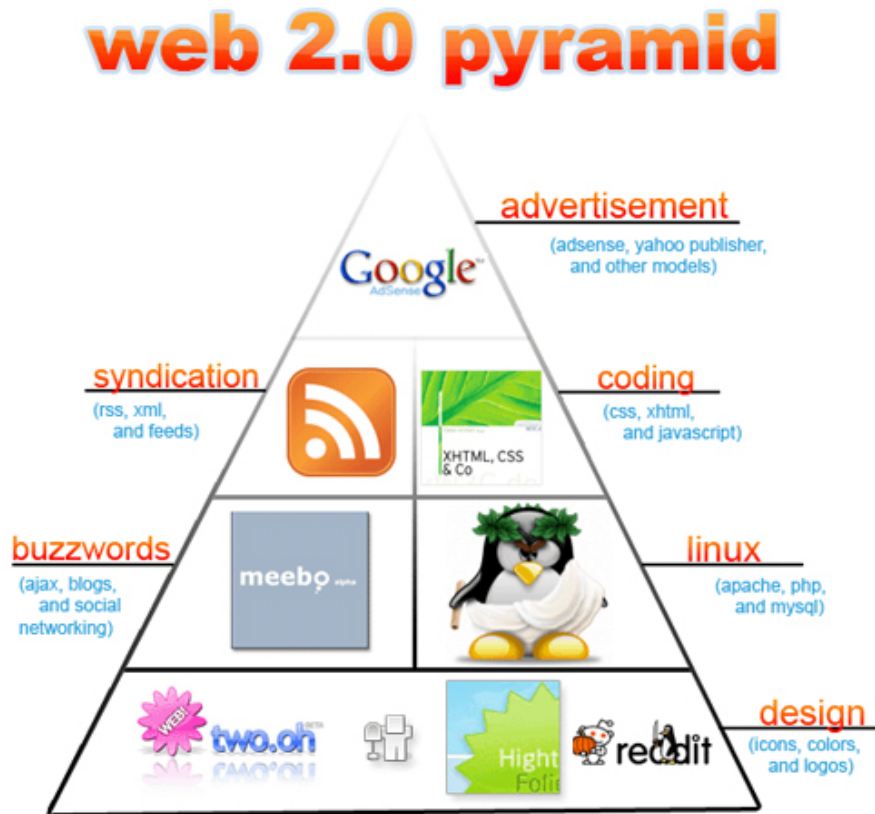 web 2.0 pyramid
advertisement
(adsense, yahoo publisher,
and other models)
Google™
AdSense
syndication
(rss, xml,
and feeds)
coding
(css, xhtml,
and javascript)
XHTML, CSS
& Co
buzzwords
(ajax, blogs,
and social
networking)
meebo alpha
linux
(apache, php,
and mysql)
WEB!
two.oh BETA
Hight
Folie
reddit
design
(icons, colors,
and logos)